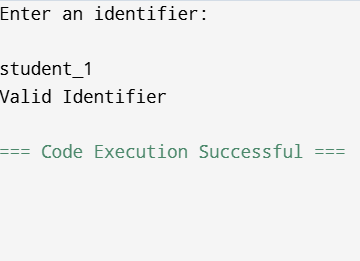 Enter an identifier:
student_1
Valid Identifier
=== Code Execution Successful ===